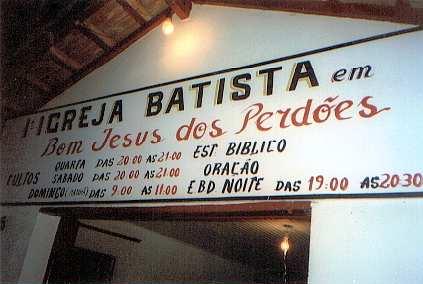 1ª IGREJA BATISTA em
Bom Jesus dos Perdões
CULTOS
QUARTA DAS 20:00 AS 21:00 EST BIBLICO
SABADO DAS 20:00 AS 21:00 ORAÇÃO
DOMINGO DAS 9:00 AS 11:00 EBD NOITE DAS 19:00 AS 20:30